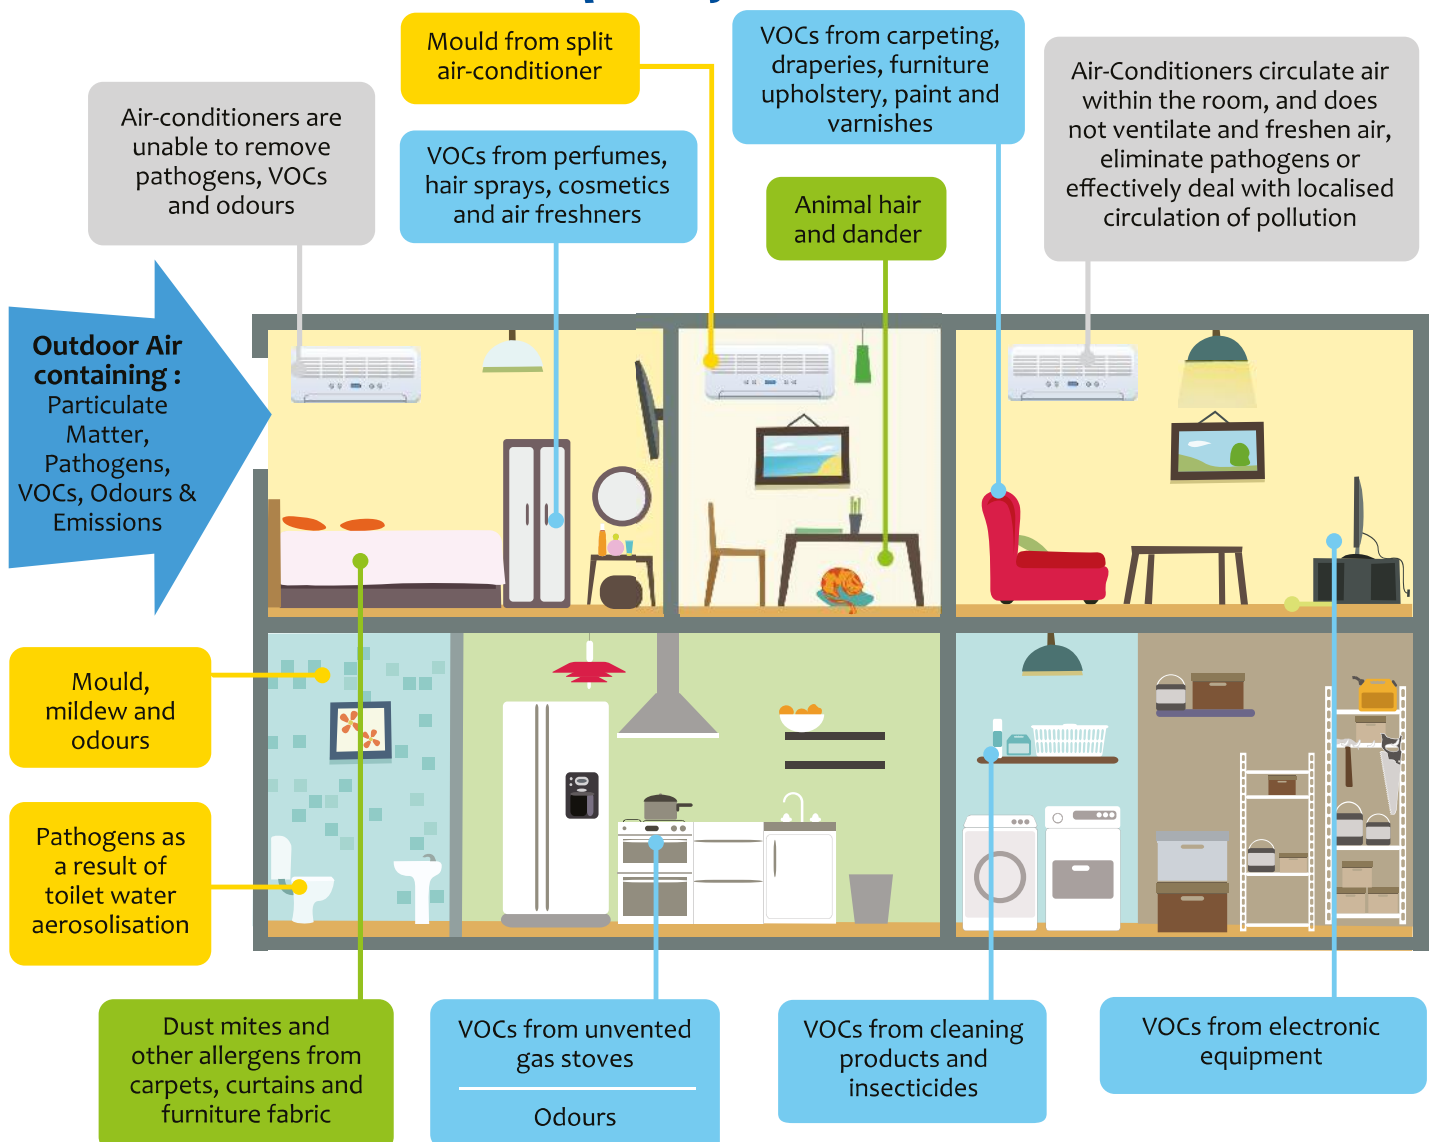 Mould from split
air-conditioner
VOCs from carpeting,
draperies, furniture
upholstery, paint and
varnishes
Air-Conditioners circulate air
within the room, and does
not ventilate and freshen air,
eliminate pathogens or
effectively deal with localised
circulation of pollution
Air-conditioners are
unable to remove
pathogens, VOCs
and odours
VOCs from perfumes,
hair sprays, cosmetics
and air freshners
Animal hair
and dander
Outdoor Air
containing :
Particulate
Matter,
Pathogens,
VOCs, Odours &
Emissions
Mould,
mildew and
odours
Pathogens as
a result of
toilet water
aerosolisation
Dust mites and
other allergens from
carpets, curtains and
furniture fabric
VOCs from unvented
gas stoves
Odours
VOCs from cleaning
products and
insecticides
VOCs from electronic
equipment